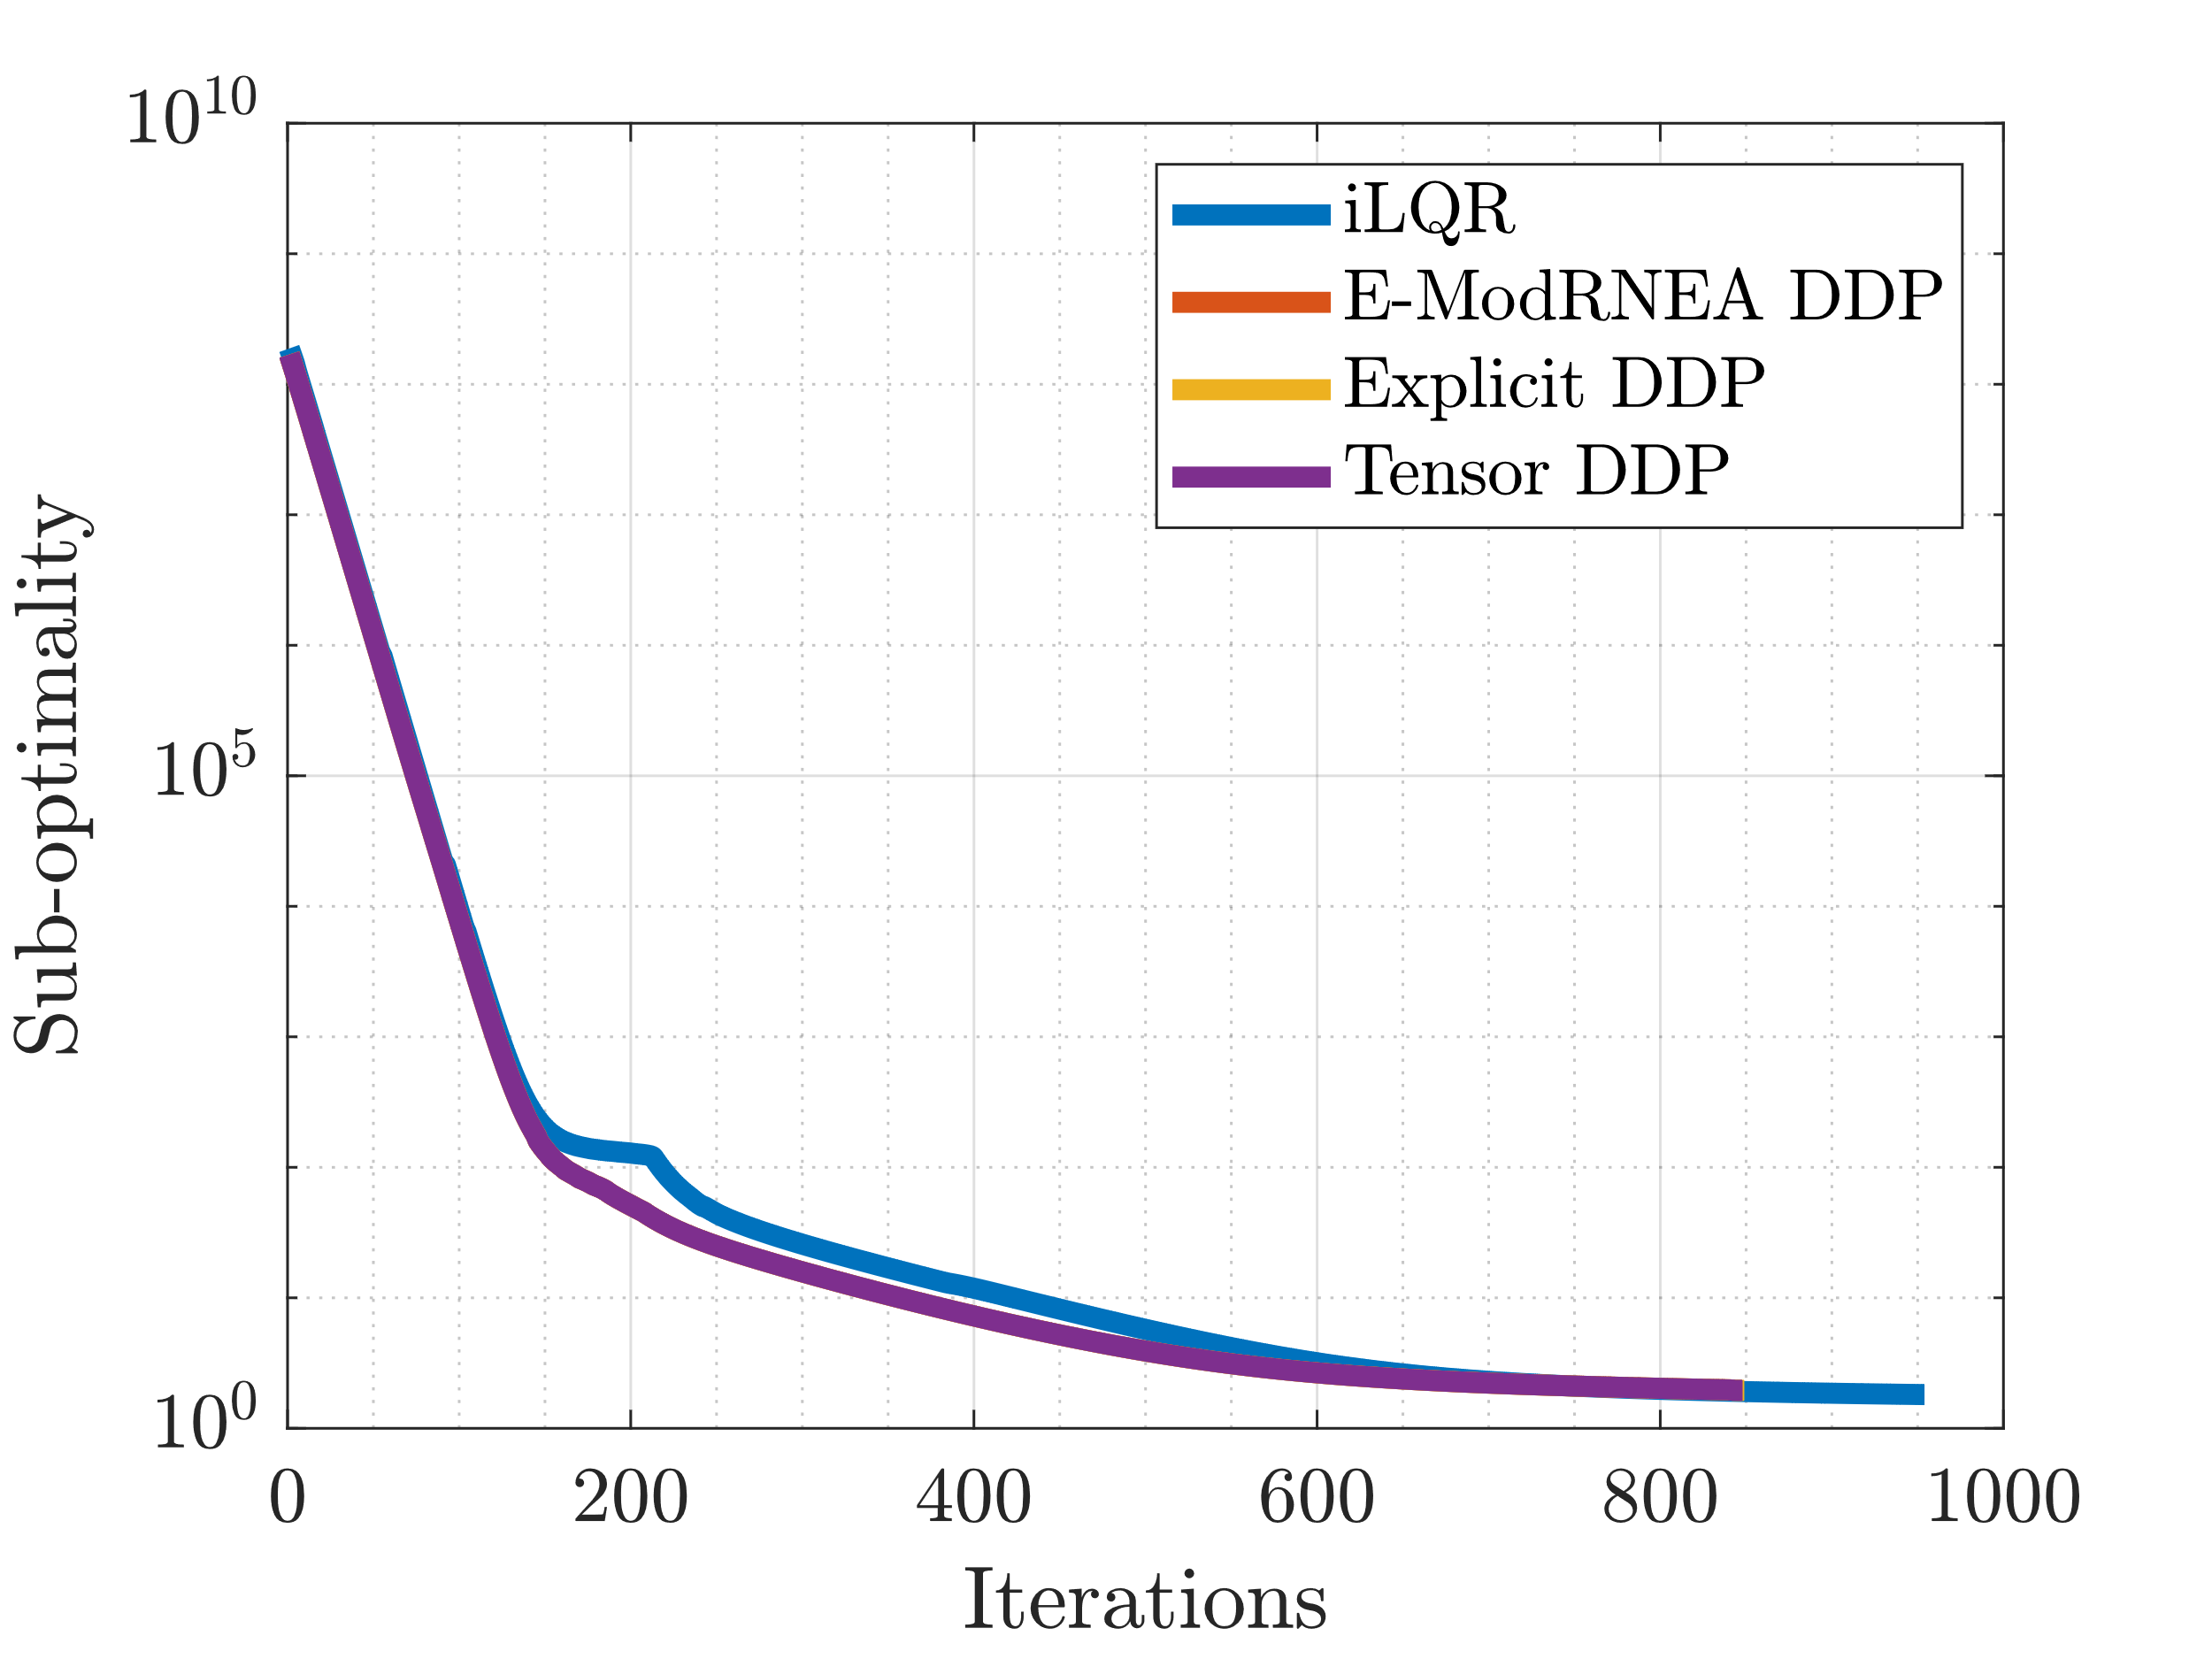 10^10
10^5
10^0
Sub-optimality
iLQR
E-ModRNEA DDP
Explicit DDP
Tensor DDP
0 200 400 600 800 1000
Iterations